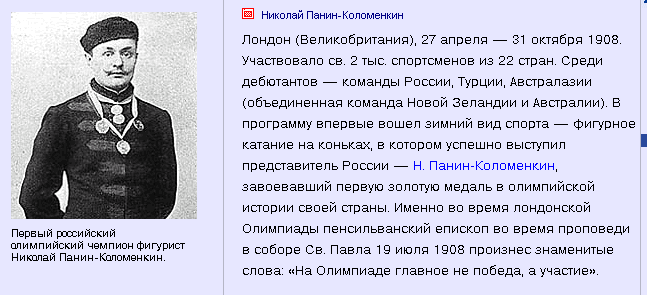 Николай Панин-Коломенкин
Лондон (Великобритания), 27 апреля — 31 октября 1908.
Участвовало св. 2 тыс. спортсменов из 22 стран. Среди
дебютантов — команды России, Турции, Австралазии
(объединенная команда Новой Зеландии и Австралии). В
программу впервые вошел зимний вид спорта — фигурное
катание на коньках, в котором успешно выступил
представитель России — Н. Панин-Коломенкин,
завоевавший первую золотую медаль в олимпийской
истории своей страны. Именно во время лондонской
Олимпиады пенсильванский епископ во время проповеди
в соборе Св. Павла 19 июля 1908 произнес знаменитые
слова: «На Олимпиаде главное не победа, а участие».
Первый российский
олимпийский чемпион фигурист
Николай Панин-Коломенкин.